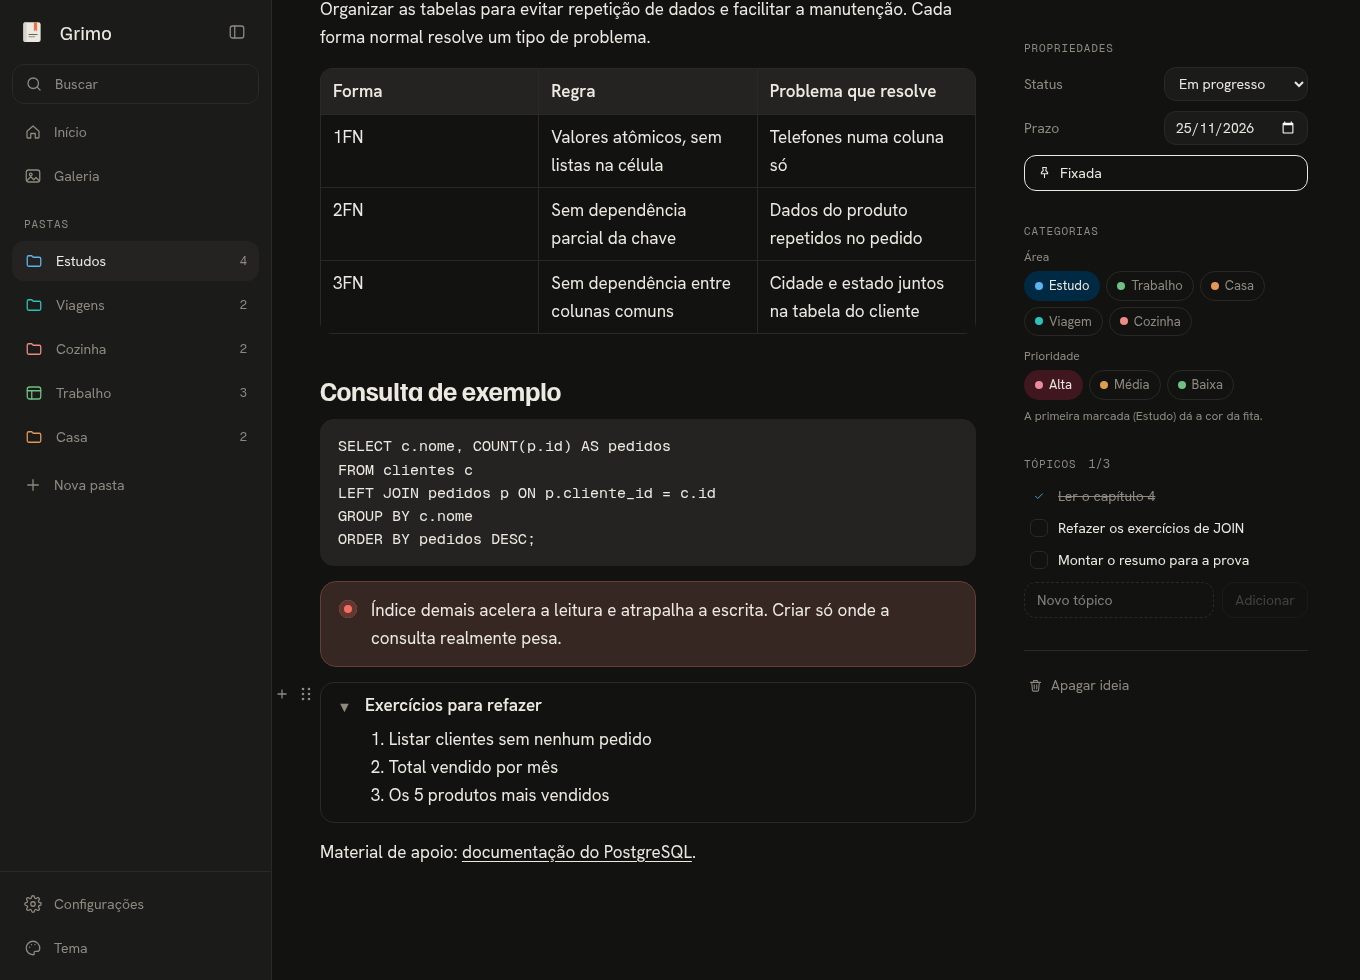 Grimo
Buscar
Início
Galeria
PASTAS
Estudos 4
Viagens 2
Cozinha 2
Trabalho 3
Casa 2
Nova pasta
Configurações
Tema
Organizar as tabelas para evitar repetição de dados e facilitar a manutenção. Cada
forma normal resolve um tipo de problema.
Forma Regra Problema que resolve
1FN Valores atômicos, sem Telefones numa coluna
listas na célula só
2FN Sem dependência Dados do produto
parcial da chave repetidos no pedido
3FN Sem dependência entre Cidade e estado juntos
colunas comuns na tabela do cliente
Consulta de exemplo
SELECT c.nome, COUNT(p.id) AS pedidos
FROM clientes c
LEFT JOIN pedidos p ON p.cliente_id = c.id
GROUP BY c.nome
ORDER BY pedidos DESC;
Índice demais acelera a leitura e atrapalha a escrita. Criar só onde a
consulta realmente pesa.
Exercícios para refazer
1. Listar clientes sem nenhum pedido
2. Total vendido por mês
3. Os 5 produtos mais vendidos
Material de apoio: documentação do PostgreSQL.
PROPRIEDADES
Status Em progresso
Prazo 25/11/2026
Fixada
CATEGORIAS
Área
Estudo Trabalho Casa
Viagem Cozinha
Prioridade
Alta Média Baixa
A primeira marcada (Estudo) dá a cor da fita.
TÓPICOS 1/3
Ler o capítulo 4
Refazer os exercícios de JOIN
Montar o resumo para a prova
Novo tópico Adicionar
Apagar ideia